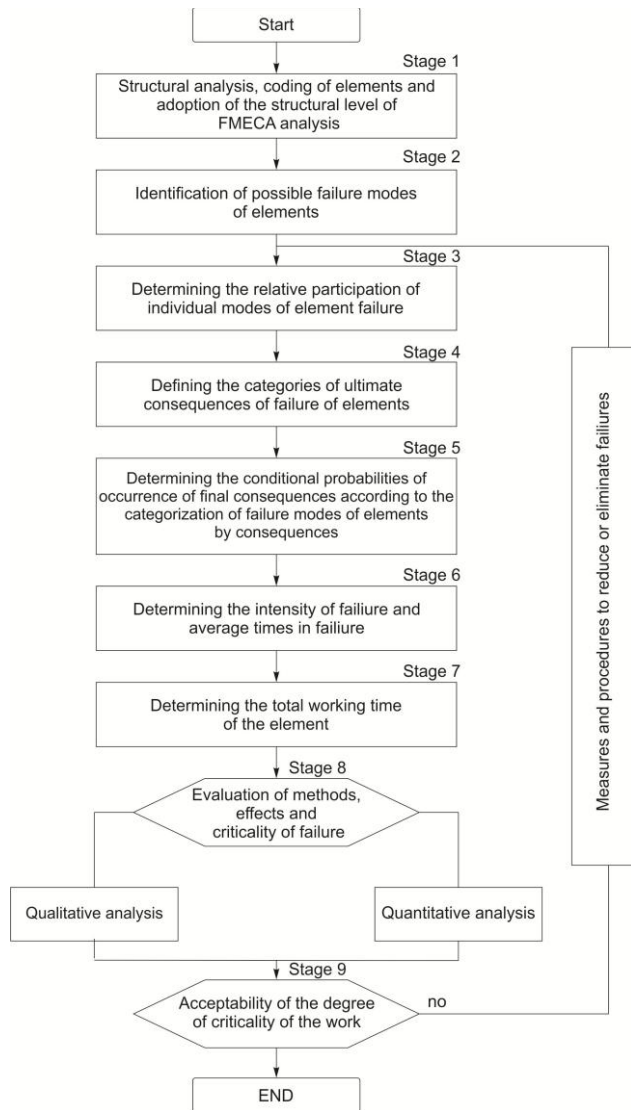 Start
Stage 1
Structural analysis, coding of elements and
adoption of the structural level of
FMECA analysis
Stage 2
Identification of possible failure modes
of elements
Stage 3
Determining the relative participation of
individual modes of element failure
Stage 4
Defining the categories of ultimate
consequences of failure of elements
Stage 5
Determining the conditional probabilities of
occurrence of final consequences according to the
categorization of failure modes of elements
by consequences
Stage 6
Determining the intensity of failiure and
average times in failiure
Stage 7
Determining the total working time
of the element
Stage 8
Evaluation of methods,
effects and
criticality of failure
Qualitative analysis
Quantitative analysis
Stage 9
Acceptability of the degree
of criticality of the work
no
END
Measures and procedures to reduce or eliminate failiures